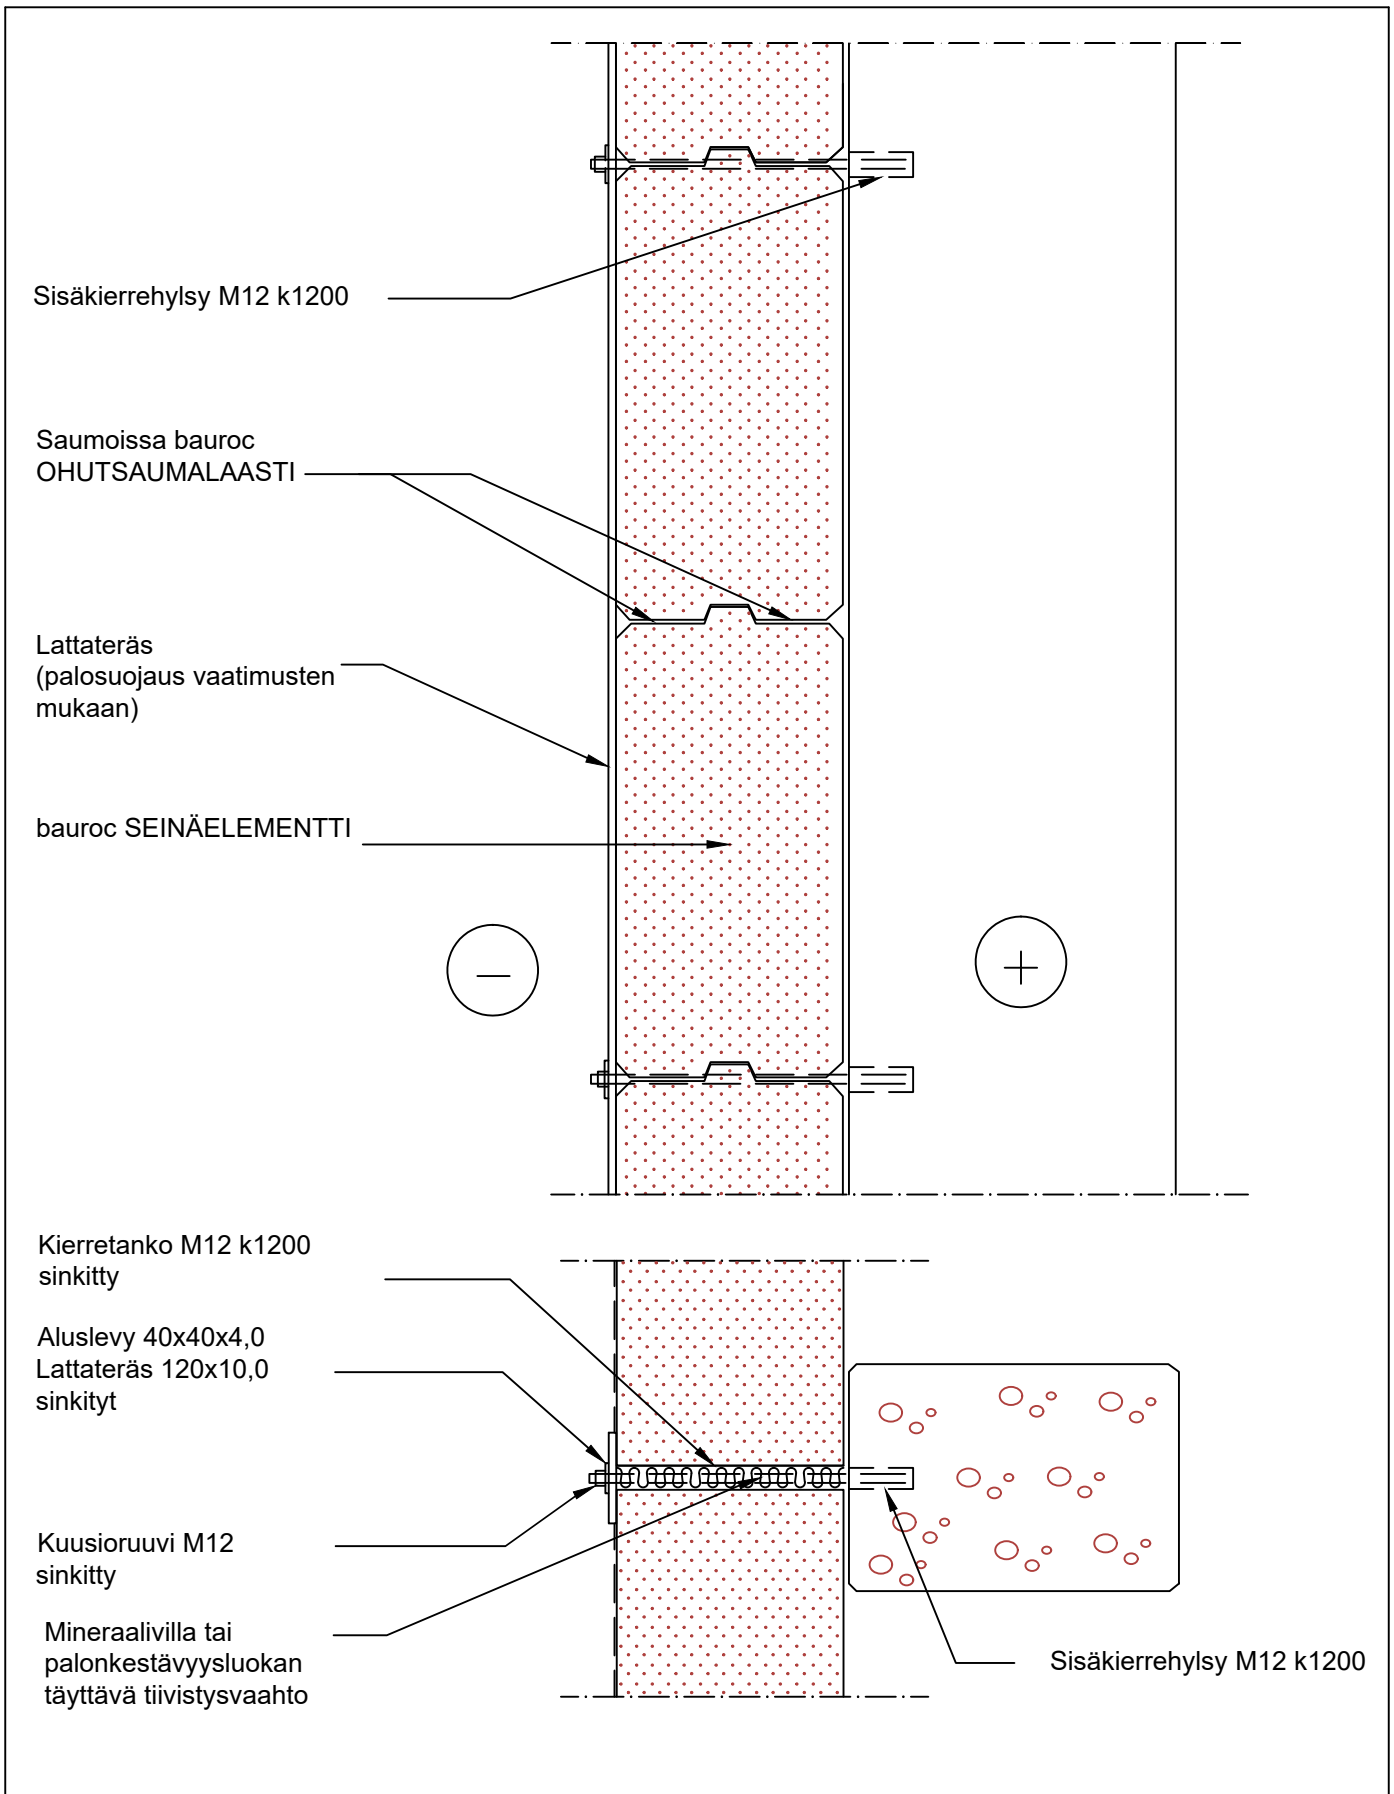 Sisäkierrehylsy M12 k1200
Saumoissa bauroc
OHUTSAUMALAASTI
Lattateräs
(palosuojaus vaatimusten
mukaan)
bauroc SEINÄELEMENTTI
Kierretanko M12 k1200
sinkitty
Aluslevy 40x40x4,0
Lattateräs 120x10,0
sinkityt
Kuusioruuvi M12
sinkitty
Mineraalivilla tai
palonkestävyysluokan
täyttävä tiivistysvaahto
Sisäkierrehylsy M12 k1200